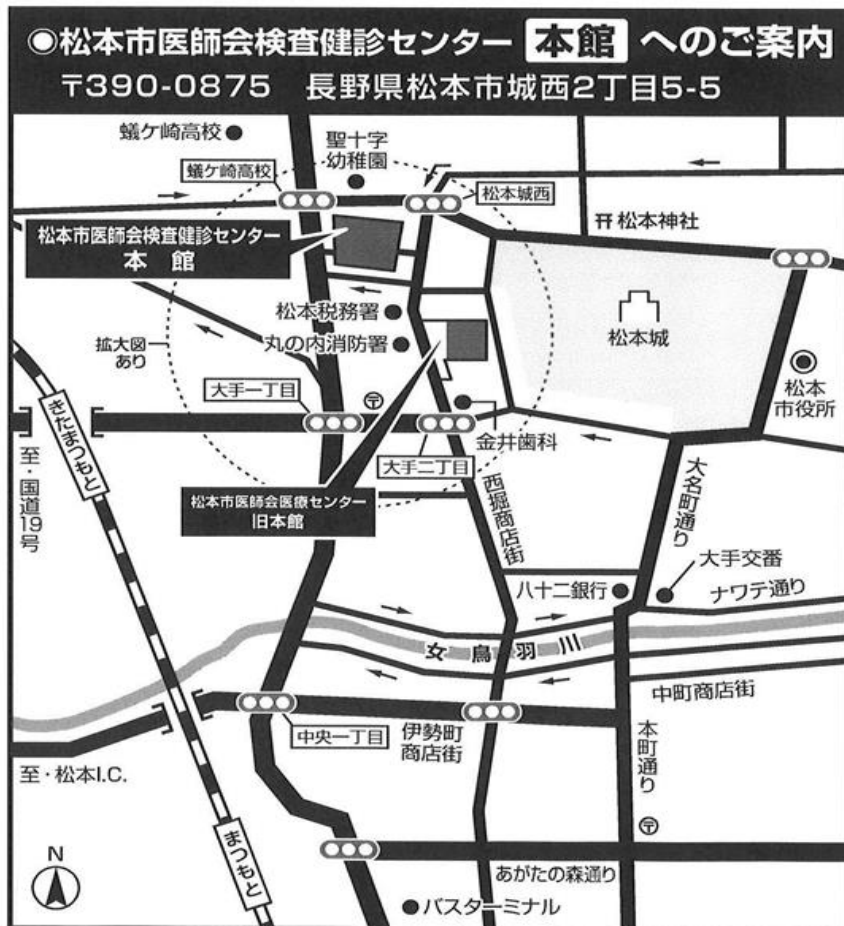 ◎松本市医師会検査健診センター 本館 へのご案内
〒390-0875 長野県松本市城西2丁目5-5
蟻ケ崎高校
聖十字
幼稚園
蟻ケ崎高校
松本城西
松本神社
松本市医師会検査健診センター
本館
松本税務署
丸の内消防署
松本城
拡大図
あり
松本
市役所
大手一丁目
〒
金井歯科
大手二丁目
きたまつもと
至・国道19号
松本市医師会医療センター
旧本館
西堀商店街
大名町通り
大手交番
八十二銀行
ナワテ通り
女鳥羽川
中町商店街
中央一丁目
伊勢町
商店街
本町通り
至・松本I.C.
〒
まつもと
N
あがたの森通り
バスターミナル